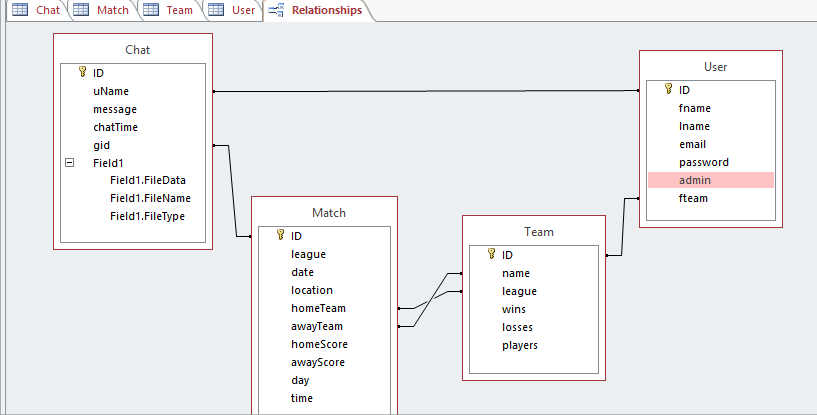 Chat Match Team User Relationships
Chat
ID
uName
message
chatTime
gid
Field1
Field1.FileData
Field1.FileName
Field1.FileType
Match
ID
league
date
location
homeTeam
awayTeam
homeScore
awayScore
day
time
Team
ID
name
league
wins
losses
players
User
ID
fname
lname
email
password
admin
fteam